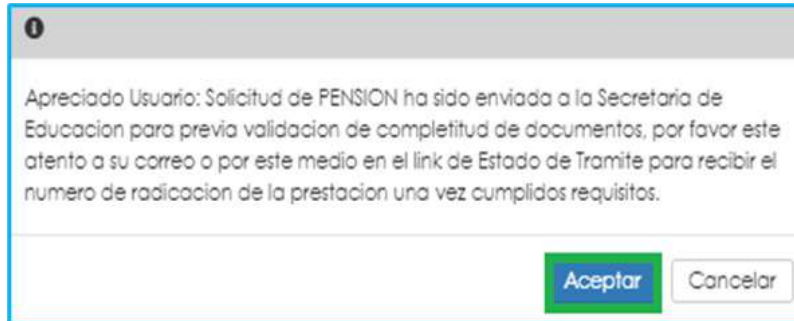 Apreciado Usuario: Solicitud de PENSION ha sido enviada a la Secretaria de
Educacion para previa validacion de completitud de documentos, por favor este
atento a su correo o por este medio en el link de Estado de Tramite para recibir el
numero de radicacion de la prestacion una vez cumplidos requisitos.
Aceptar Cancelar